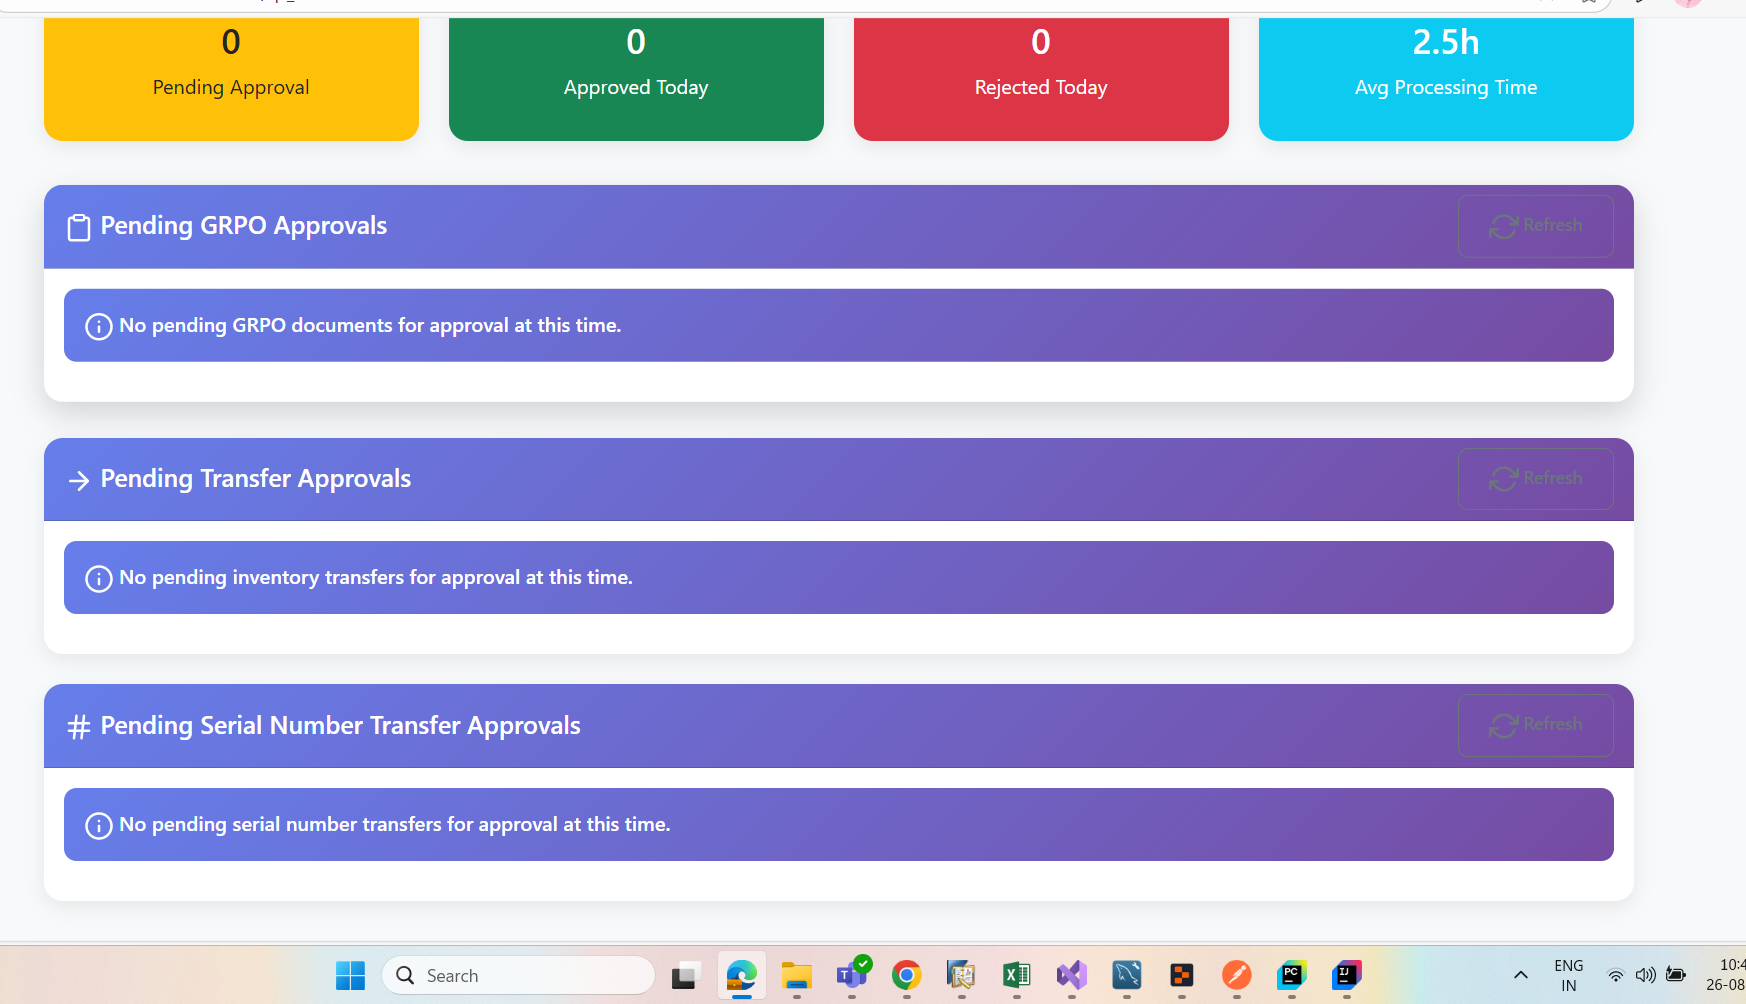 0
Pending Approval
0
Approved Today
0
Rejected Today
2.5h
Avg Processing Time
Pending GRPO Approvals
Refresh
No pending GRPO documents for approval at this time.
Pending Transfer Approvals
Refresh
No pending inventory transfers for approval at this time.
Pending Serial Number Transfer Approvals
Refresh
No pending serial number transfers for approval at this time.
Search
T
PC
IJ
ENG
IN
10:4
26-08